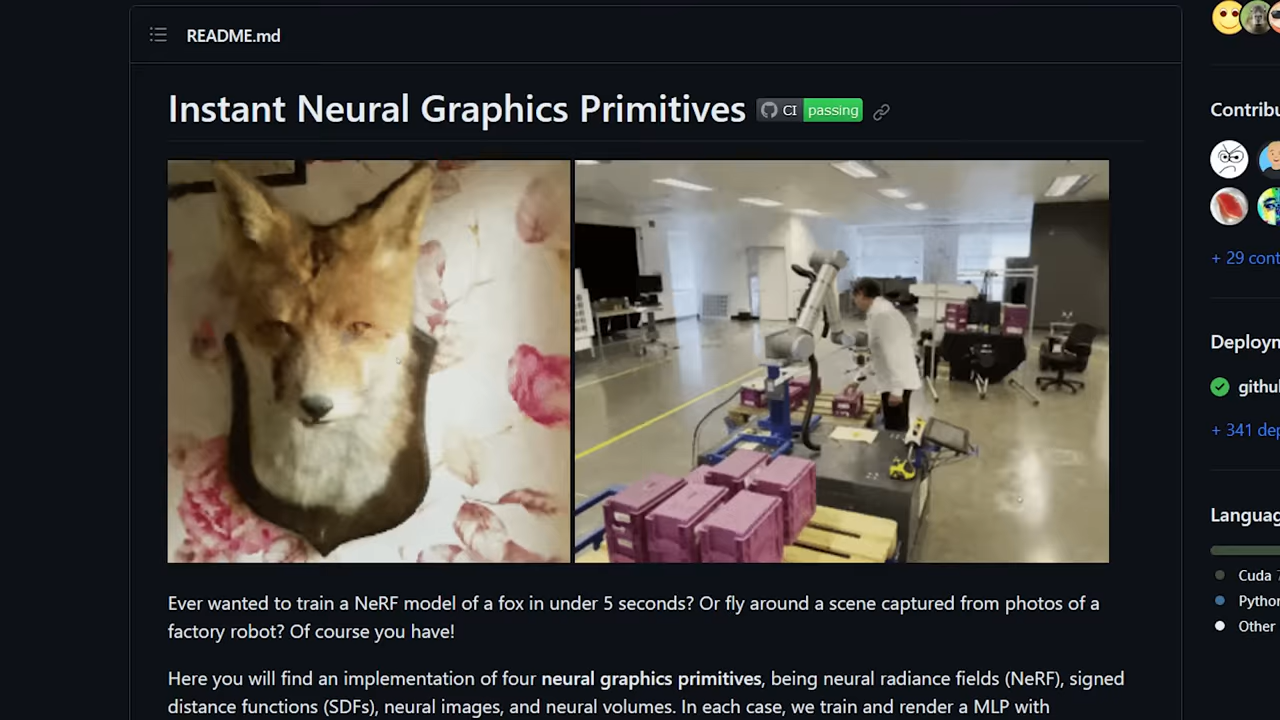 README.md
Instant Neural Graphics Primitives
CI passing
Ever wanted to train a NeRF model of a fox in under 5 seconds? Or fly around a scene captured from photos of a
factory robot? Of course you have!
Here you will find an implementation of four neural graphics primitives, being neural radiance fields (NeRF), signed
distance functions (SDFs), neural images, and neural volumes. In each case, we train and render a MLP with
Contribu
+ 29 cont
Deploym
githu
+ 341 dep
Languag
Cuda 7
Python
Other